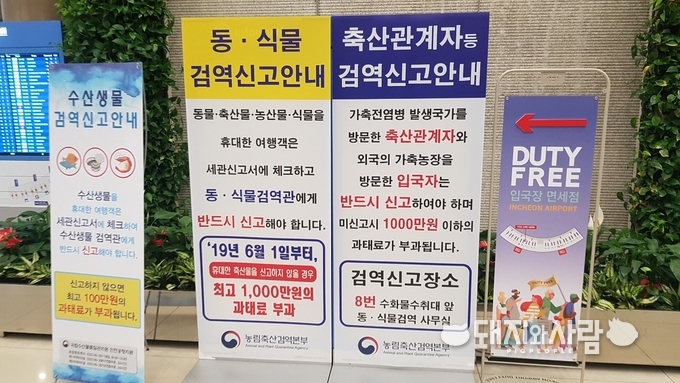 수산생물
검역신고안내
수산생물을
휴대한 여행객은
세관신고서에 체크하여
수산생물 검역관에게
반드시 신고해야 합니다.
신고하지 않으면
최고 100만원의
과태료가 부과됩니다.
동 · 식물
검역신고안내
동물·축산물·농산물·식물을
휴대한 여행객은
세관신고서에 체크하고
동 · 식물검역관에게
반드시 신고해야 합니다.
‘19년 6월 1일부터,
휴대한 축산물을 신고하지 않을 경우
최고 1,000만원의
과태료 부과
농림축산검역본부
Animal and Plant Quarantine Agency
축산관계자등
검역신고안내
가축전염병 발생국가를
방문한 축산관계자와
외국의 가축농장을
방문한 입국자는
반드시 신고하여야 하며
미신고시 1000만원 이하의
과태료가 부과됩니다.
검역신고장소
8번 수화물수취대 앞
동 · 식물검역 사무실
농림축산검역본부
Animal and Plant Quarantine Agency
DUTY
FREE
입국장 면세점
INCHEON AIRPORT
돼지와사람